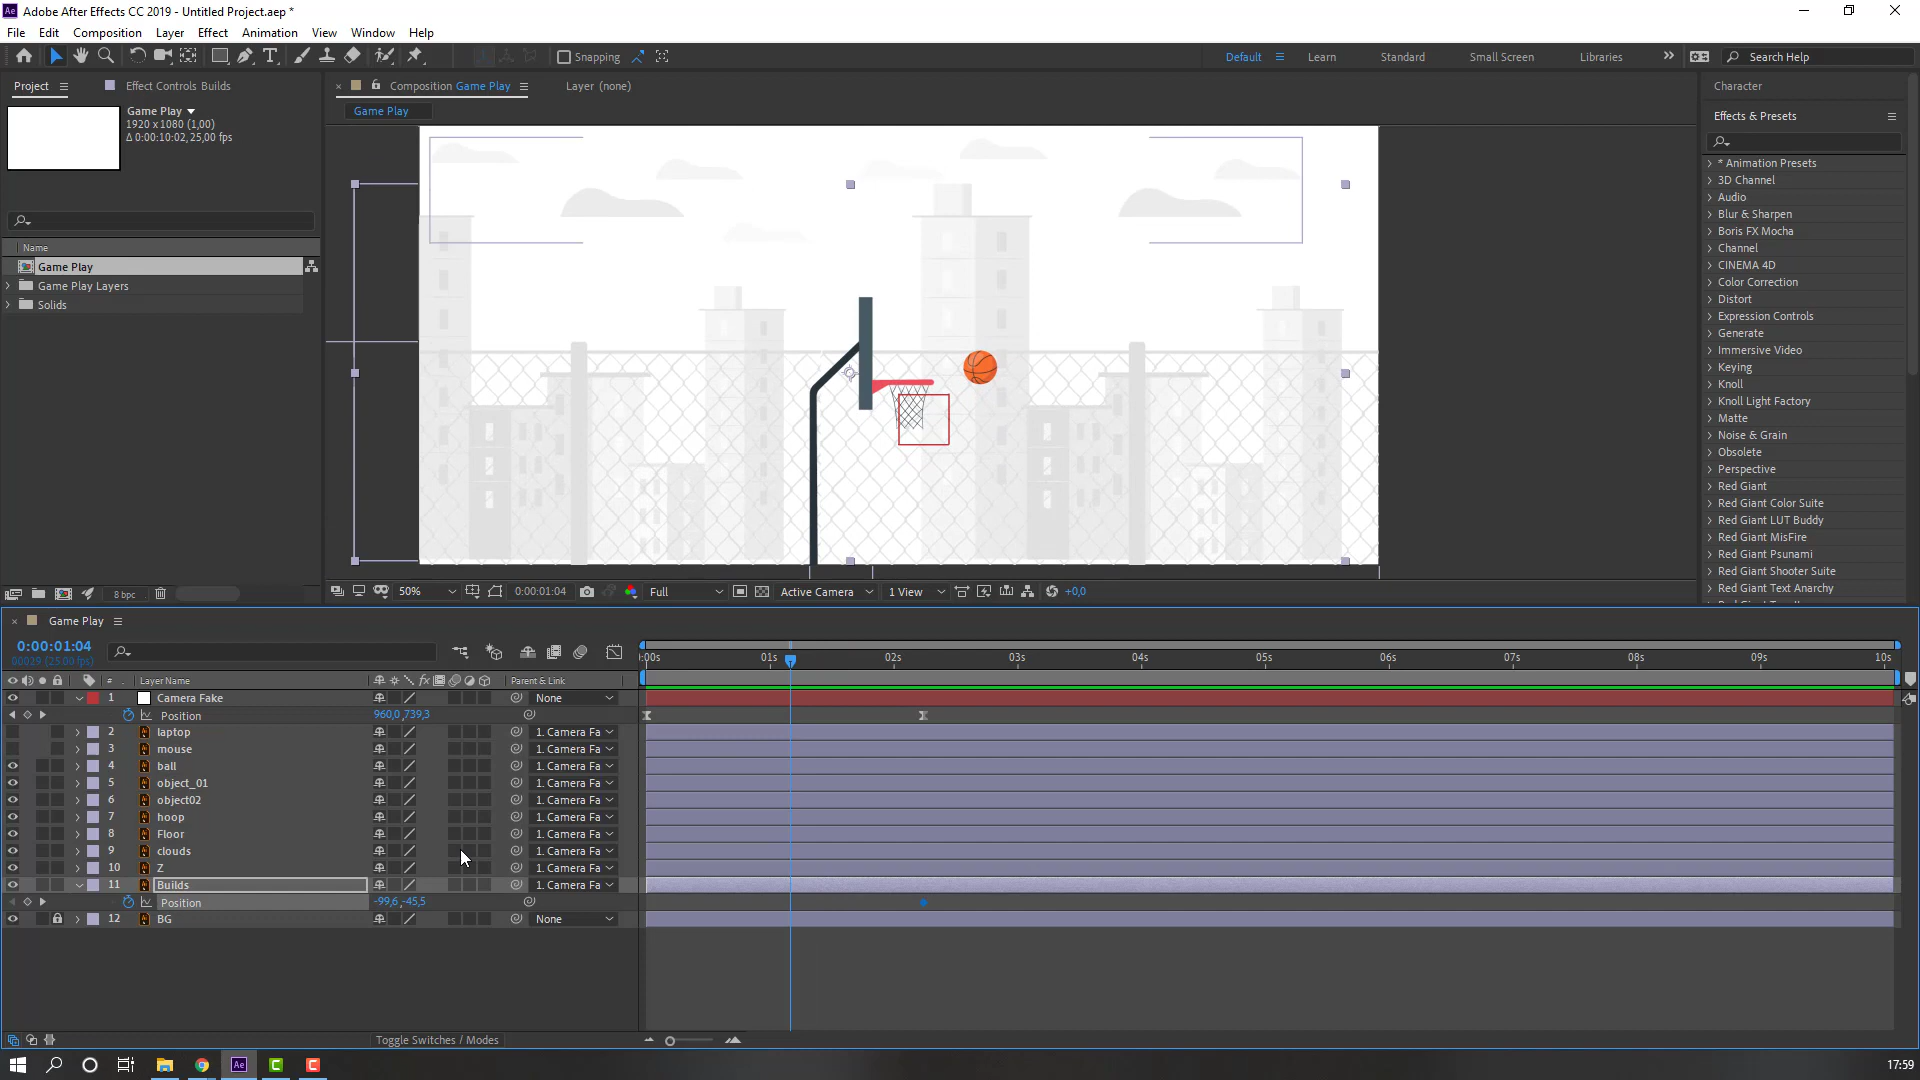 Ae Adobe After Effects CC 2019 - Untitled Project.aep *
File Edit Composition Layer Effect Animation View Window Help
Snapping Default Learn Standard Small Screen Libraries Search Help
Project Effect Controls Builds Composition Game Play Layer (none) Character
Game Play
1920 x 1080 (1,00)
Δ 0:00:10:02, 25,00 fps
Game Play
Effects & Presets
Name
Game Play
Game Play Layers
Solids
* Animation Presets
3D Channel
Audio
Blur & Sharpen
Boris FX Mocha
Channel
CINEMA 4D
Color Correction
Distort
Expression Controls
Generate
Immersive Video
Keying
Knoll
Knoll Light Factory
Matte
Noise & Grain
Obsolete
Perspective
Red Giant
Red Giant Color Suite
Red Giant LUT Buddy
Red Giant MisFire
Red Giant Psunami
Red Giant Shooter Suite
Red Giant Text Anarchy
8 bpc 50% 0:00:01:04 Full Active Camera 1 View +0,0
Game Play
0:00:01:04
00029 (25.00 fps)
:00s 01s 02s 03s 04s 05s 06s 07s 08s 09s 10s
# Layer Name fx Parent & Link
1 Camera Fake None
Position 960,0,739,3
2 laptop 1. Camera Fa
3 mouse 1. Camera Fa
4 ball 1. Camera Fa
5 object_01 1. Camera Fa
6 object02 1. Camera Fa
7 hoop 1. Camera Fa
8 Floor 1. Camera Fa
9 clouds 1. Camera Fa
10 Z 1. Camera Fa
11 Builds 1. Camera Fa
Position -99,6,-45,5
12 BG None
Toggle Switches / Modes
Ae 17:59